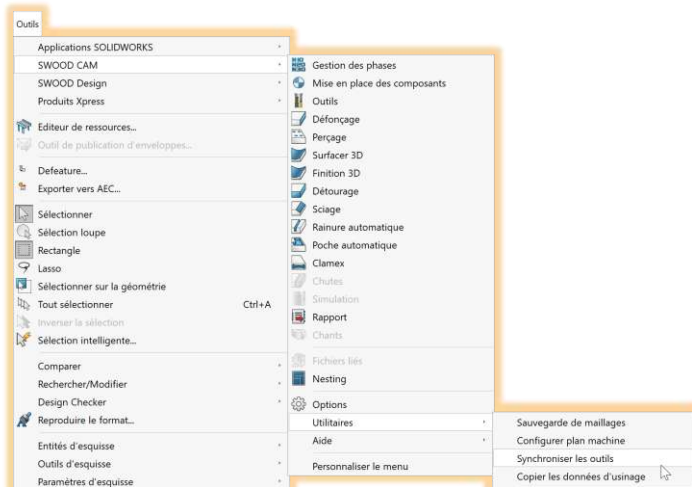 Outils
Applications SOLIDWORKS
SWOOD CAM
SWOOD Design
Produits Xpress
Editeur de ressources...
Outil de publication d'enveloppes...
Defeature...
Exporter vers AEC...
Sélectionner
Sélection loupe
Rectangle
Lasso
Sélectionner sur la géométrie
Tout sélectionner Ctrl+A
Inverser la sélection
Sélection intelligente...
Comparer
Rechercher/Modifier
Design Checker
Reproduire le format...
Entités d'esquisse
Outils d'esquisse
Paramètres d'esquisse
Gestion des phases
Mise en place des composants
Outils
Défonçage
Perçage
Surfacer 3D
Finition 3D
Détourage
Sciage
Rainure automatique
Poche automatique
Clamex
Chutes
Simulation
Rapport
Chants
Fichiers liés
Nesting
Options
Utilitaires
Aide
Personnaliser le menu
Sauvegarde de maillages
Configurer plan machine
Synchroniser les outils
Copier les données d'usinage